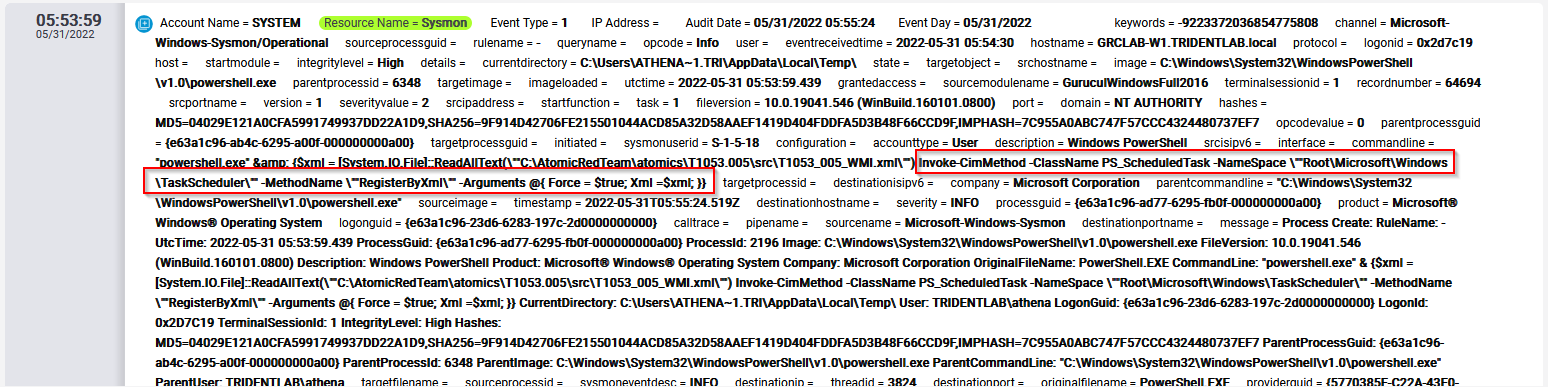 05:53:59
05/31/2022
Account Name = SYSTEM Resource Name = Sysmon Event Type = 1 IP Address = Audit Date = 05/31/2022 05:55:24 Event Day = 05/31/2022 keywords = -9223372036854775808 channel = Microsoft-
Windows-Sysmon/Operational sourceprocessguid = rulename = - queryname = opcode = Info user = eventreceivedtime = 2022-05-31 05:54:30 hostname = GRCLAB-W1.TRIDENTLAB.local protocol = logonid = 0x2d7c19
host = startmodule = integritylevel = High details = currentdirectory = C:\Users\ATHENA~1.TRI\AppData\Local\Temp\ state = targetobject = srchostname = image = C:\Windows\System32\WindowsPowerShell
\v1.0\powershell.exe parentprocessid = 6348 targetimage = imageloaded = utctime = 2022-05-31 05:53:59.439 grantedaccess = sourcemodulename = GuruculWindowsFull2016 terminalsessionid = 1 recordnumber = 64694
srcportname = version = 1 severityvalue = 2 srcipaddress = startfunction = task = 1 fileversion = 10.0.19041.546 (WinBuild.160101.0800) port = domain = NT AUTHORITY hashes =
MD5=04029E121A0CFA5991749937DD22A1D9,SHA256=9F914D42706FE215501044ACD85A32D58AAEF1419D404FDDFA5D3B48F66CCD9F,IMPHASH=7C955A0ABC747F57CCC4324480737EF7 opcodevalue = 0 parentprocessguid
= {e63a1c96-ab4c-6295-a00f-000000000a00} targetprocessguid = initiated = sysmonuserid = S-1-5-18 configuration = accounttype = User description = Windows PowerShell srcisipv6 = interface = commandline =
"powershell.exe" &amp; {$xml = [System.IO.File]::ReadAllText(\""C:\AtomicRedTeam\atomics\T1053.005\src\T1053_005_WMI.xml\"") Invoke-CimMethod -ClassName PS_ScheduledTask -NameSpace \""Root\Microsoft\Windows
\TaskScheduler\"" -MethodName \""RegisterByXml\"" -Arguments @{ Force = $true; Xml =$xml; }} targetprocessid = destinationisipv6 = company = Microsoft Corporation parentcommandline = "C:\Windows\System32
\WindowsPowerShell\v1.0\powershell.exe" sourceimage = timestamp = 2022-05-31T05:55:24.519Z destinationhostname = severity = INFO processguid = {e63a1c96-ad77-6295-fb0f-000000000a00} product = Microsoft®
Windows® Operating System logonguid = {e63a1c96-23d6-6283-197c-2d0000000000} calltrace = pipename = sourcename = Microsoft-Windows-Sysmon destinationportname = message = Process Create: RuleName: -
UtcTime: 2022-05-31 05:53:59.439 ProcessGuid: {e63a1c96-ad77-6295-fb0f-000000000a00} ProcessId: 2196 Image: C:\Windows\System32\WindowsPowerShell\v1.0\powershell.exe FileVersion: 10.0.19041.546
(WinBuild.160101.0800) Description: Windows PowerShell Product: Microsoft® Windows® Operating System Company: Microsoft Corporation OriginalFileName: PowerShell.EXE CommandLine: "powershell.exe" & {$xml =
[System.IO.File]::ReadAllText(\""C:\AtomicRedTeam\atomics\T1053.005\src\T1053_005_WMI.xml\"") Invoke-CimMethod -ClassName PS_ScheduledTask -NameSpace \""Root\Microsoft\Windows\TaskScheduler\"" -MethodName
\""RegisterByXml\"" -Arguments @{ Force = $true; Xml =$xml; }} CurrentDirectory: C:\Users\ATHENA~1.TRI\AppData\Local\Temp\ User: TRIDENTLAB\athena LogonGuid: {e63a1c96-23d6-6283-197c-2d0000000000} LogonId:
0x2D7C19 TerminalSessionId: 1 IntegrityLevel: High Hashes:
MD5=04029E121A0CFA5991749937DD22A1D9,SHA256=9F914D42706FE215501044ACD85A32D58AAEF1419D404FDDFA5D3B48F66CCD9F,IMPHASH=7C955A0ABC747F57CCC4324480737EF7 ParentProcessGuid: {e63a1c96-
ab4c-6295-a00f-000000000a00} ParentProcessId: 6348 ParentImage: C:\Windows\System32\WindowsPowerShell\v1.0\powershell.exe ParentCommandLine: "C:\Windows\System32\WindowsPowerShell\v1.0\powershell.exe"
ParentUser: TRIDENTLAB\athena targetfilename = sourceprocessid = sysmoneventdesc = INFO destinationip = threadid = 3824 destinationport = originalfilename = PowerShell.EXE providerguid = {5770385F-C22A-43E0-